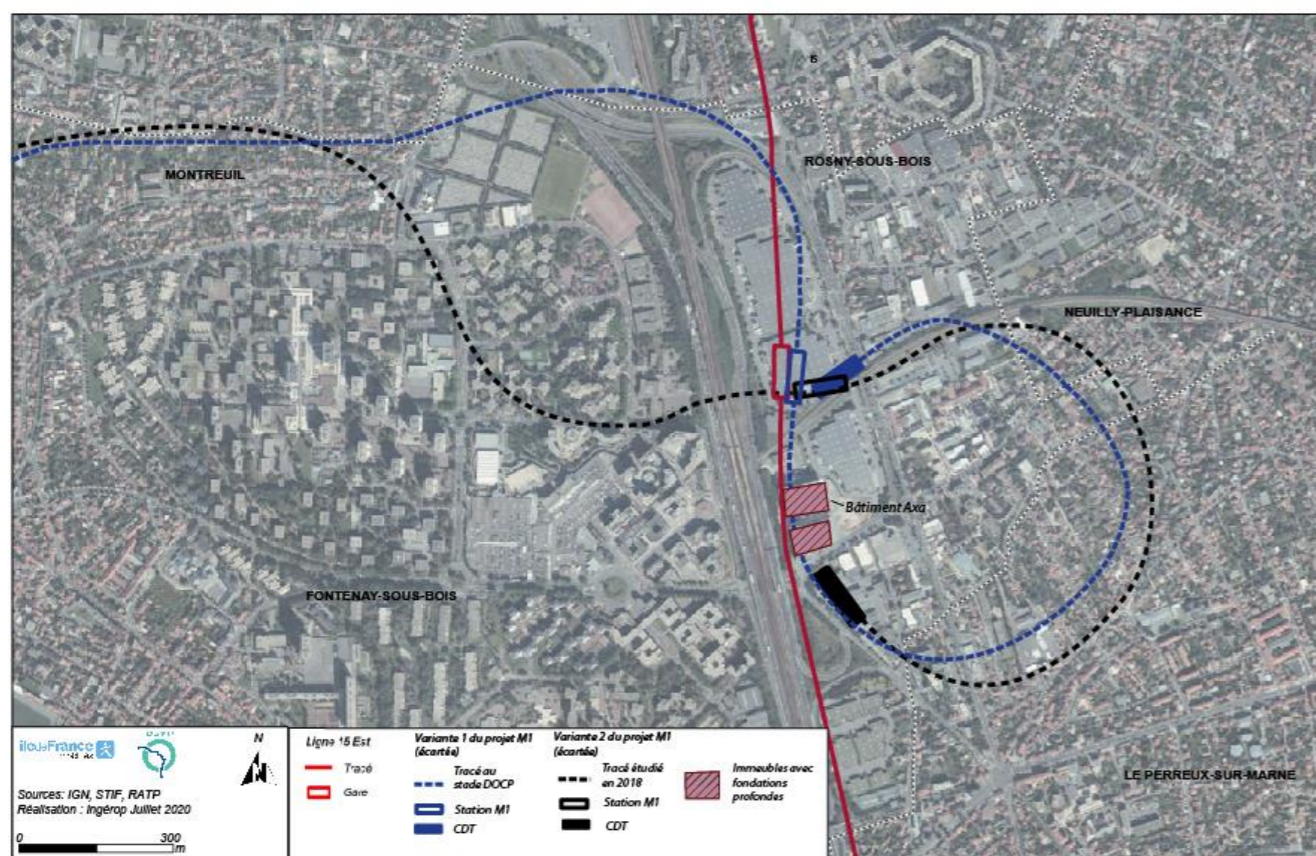 ROSNY-SOUS-BOIS
MONTREUIL
NEUILLY-PLAISANCE
Bâtiment Axa
FONTENAY-SOUS-BOIS
LE PERREUX-SUR-MARNE
îledeFrance
N
Sources: IGN, STIF, RATP
Réalisation : Ingérop Juillet 2020
0 300
m
Ligne 15 Est
Tracé
Gare
Variante 1 du projet M1
(écartée)
Tracé au
stade DOCP
Station M1
CDT
Variante 2 du projet M1
(écartée)
Tracé étudié
en 2018
Station M1
CDT
Immeubles avec
fondations
profondes